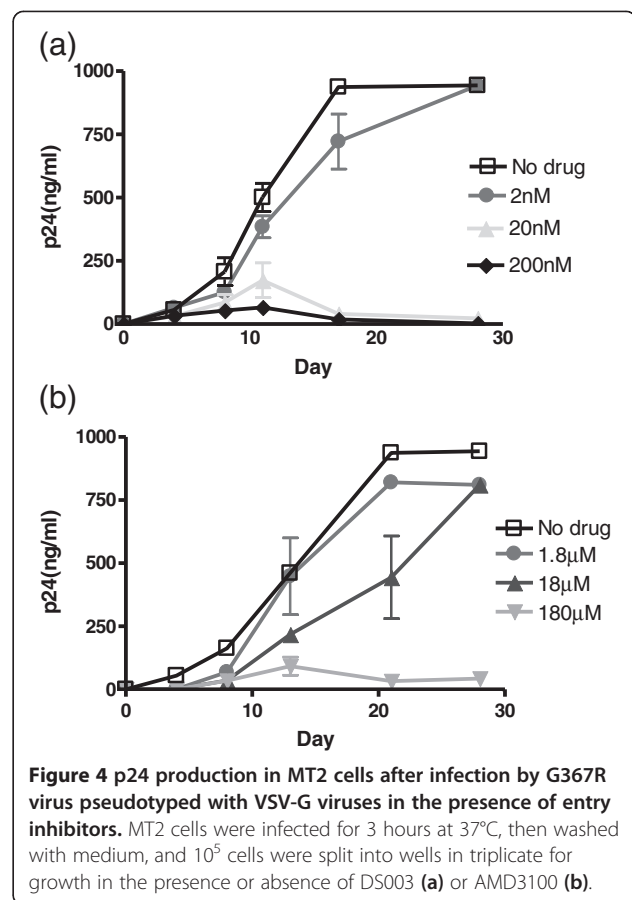 (a)
1000
750
500
250
0
p24(ng/ml)
0 10 20 30
Day
No drug
2nM
20nM
200nM
(b)
1000
750
500
250
0
p24(ng/ml)
0 10 20 30
Day
No drug
1.8μM
18μM
180μM
Figure 4 p24 production in MT2 cells after infection by G367R
virus pseudotyped with VSV-G viruses in the presence of entry
inhibitors. MT2 cells were infected for 3 hours at 37°C, then washed
with medium, and 10⁵ cells were split into wells in triplicate for
growth in the presence or absence of DS003 (a) or AMD3100 (b).